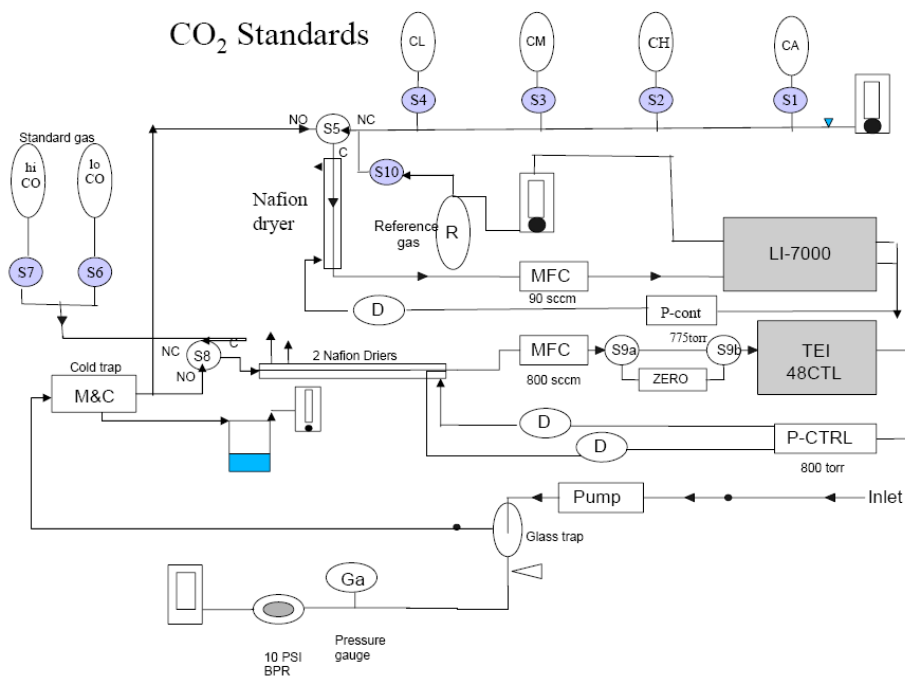 CO2 Standards
CL
CM
CH
CA
S4
S3
S2
S1
NO
S5
NC
C
Standard gas
hi
CO
lo
CO
S10
Nafion
dryer
Reference
gas
R
LI-7000
S7
S6
MFC
90 sccm
D
P-cont
NC
S8
C
NO
2 Nafion Driers
MFC
800 sccm
S9a
775torr
S9b
ZERO
TEI
48CTL
Cold trap
M&C
D
D
P-CTRL
800 torr
Pump
Inlet
Glass trap
Ga
Pressure
gauge
10 PSI
BPR